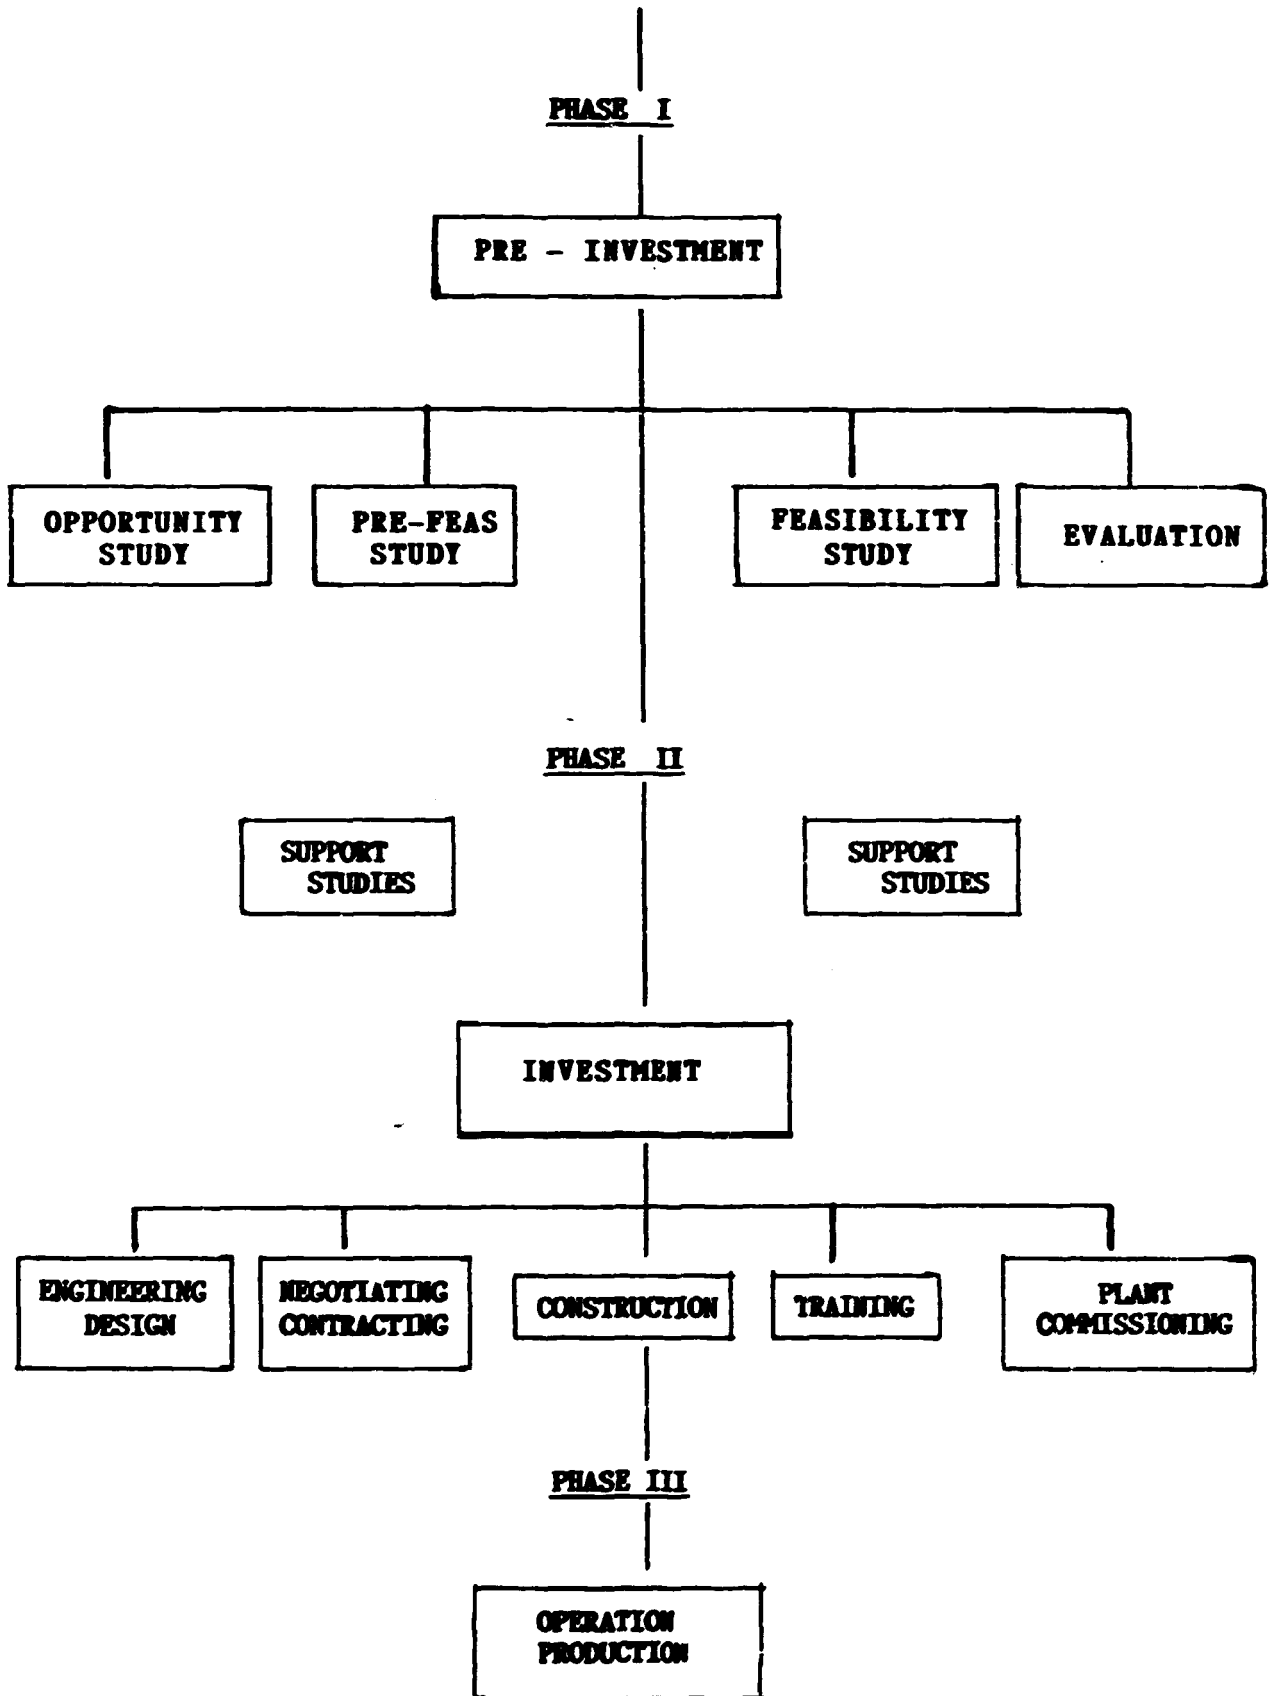 PHASE I
PRE - INVESTMENT
OPPORTUNITY
STUDY
PRE-FEAS
STUDY
FEASIBILITY
STUDY
EVALUATION
PHASE II
SUPPORT
STUDIES
SUPPORT
STUDIES
INVESTMENT
ENGINEERING
DESIGN
NEGOTIATING
CONTRACTING
CONSTRUCTION
TRAINING
PLANT
COMMISSIONING
PHASE III
OPERATION
PRODUCTION